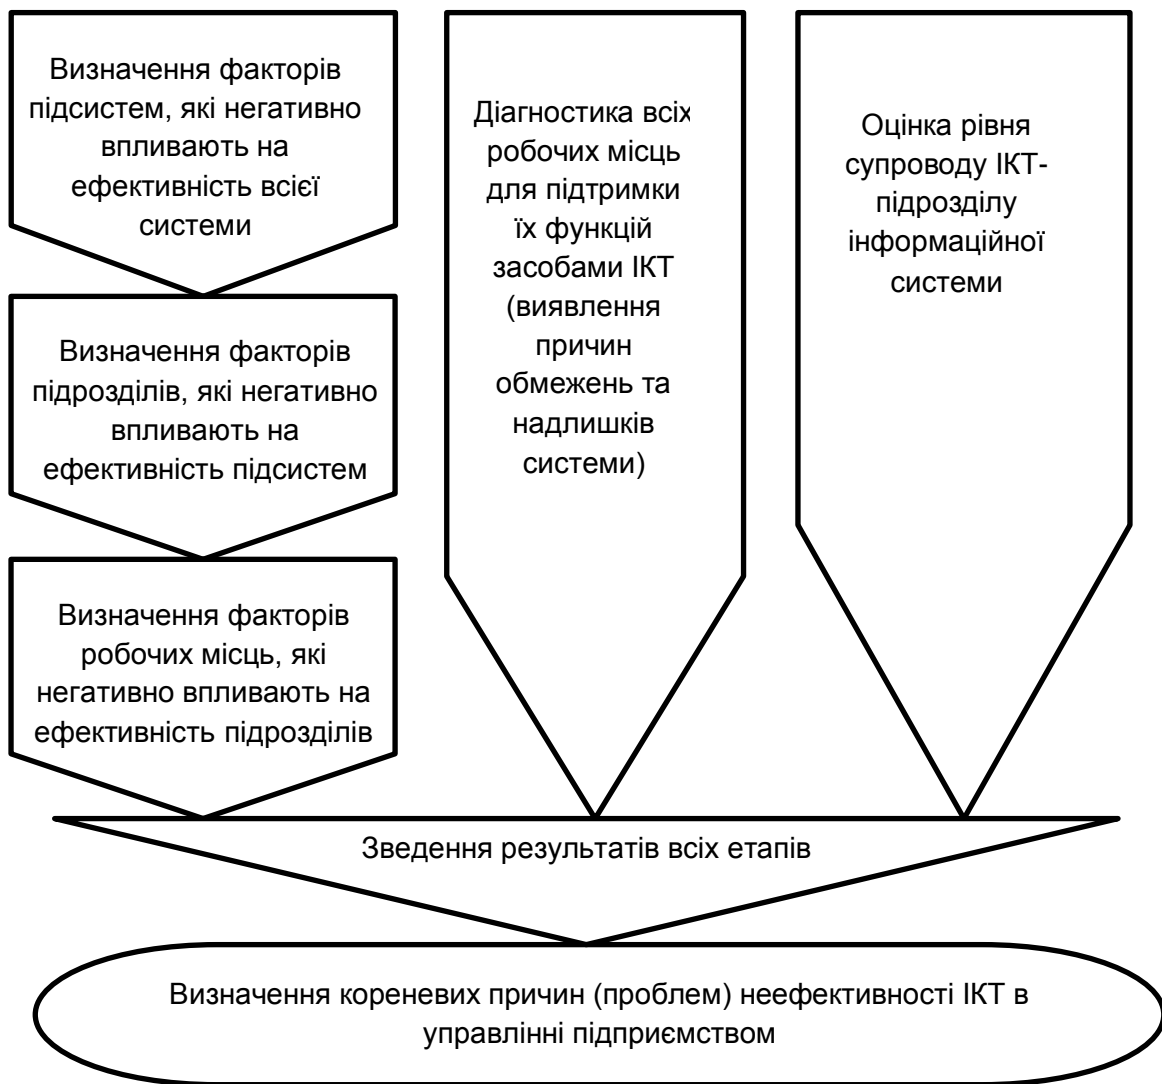 Визначення факторів
підсистем, які негативно
впливають на
ефективність всієї
системи
Визначення факторів
підрозділів, які негативно
впливають на
ефективність підсистем
Визначення факторів
робочих місць, які
негативно впливають на
ефективність підрозділів
Діагностика всіх
робочих місць
для підтримки
їх функцій
засобами ІКТ
(виявлення
причин
обмежень та
надлишків
системи)
Оцінка рівня
супроводу ІКТ-
підрозділу
інформаційної
системи
Зведення результатів всіх етапів
Визначення кореневих причин (проблем) неефективності ІКТ в
управлінні підприємством